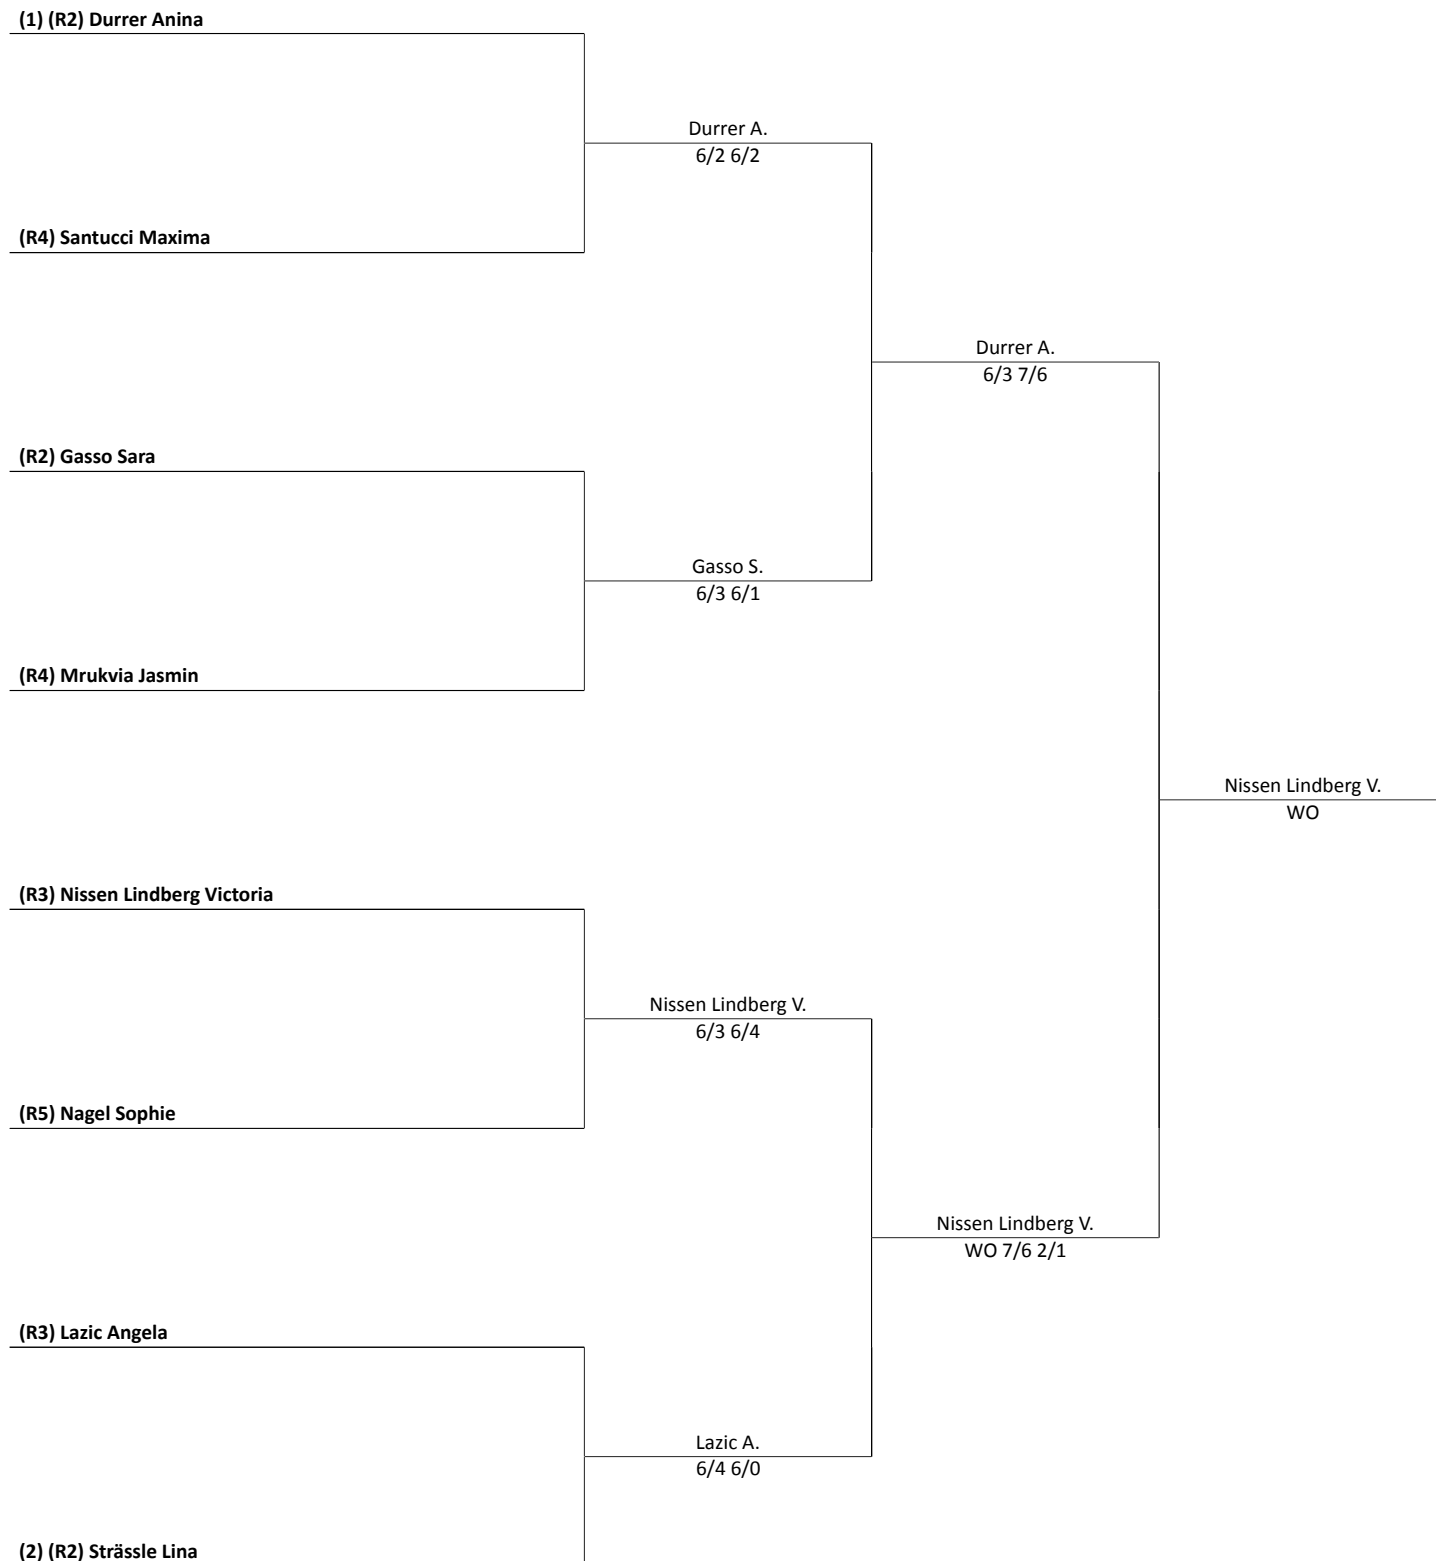 (1) (R2) Durrer Anina
Durrer A.
6/2 6/2
(R4) Santucci Maxima
Durrer A.
6/3 7/6
(R2) Gasso Sara
Gasso S.
6/3 6/1
(R4) Mrukvia Jasmin
Nissen Lindberg V.
WO
(R3) Nissen Lindberg Victoria
Nissen Lindberg V.
6/3 6/4
(R5) Nagel Sophie
Nissen Lindberg V.
WO 7/6 2/1
(R3) Lazic Angela
Lazic A.
6/4 6/0
(2) (R2) Strässle Lina